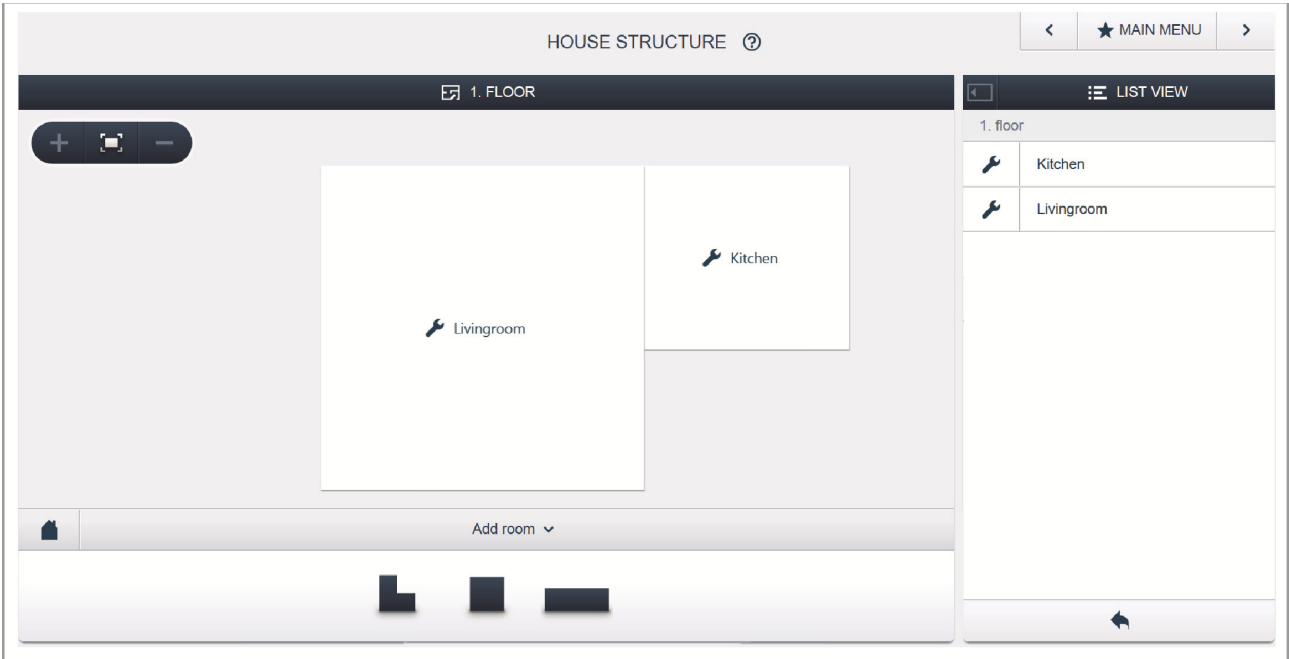 HOUSE STRUCTURE
MAIN MENU
1. FLOOR
LIST VIEW
1. floor
Kitchen
Livingroom
Kitchen
Livingroom
Add room